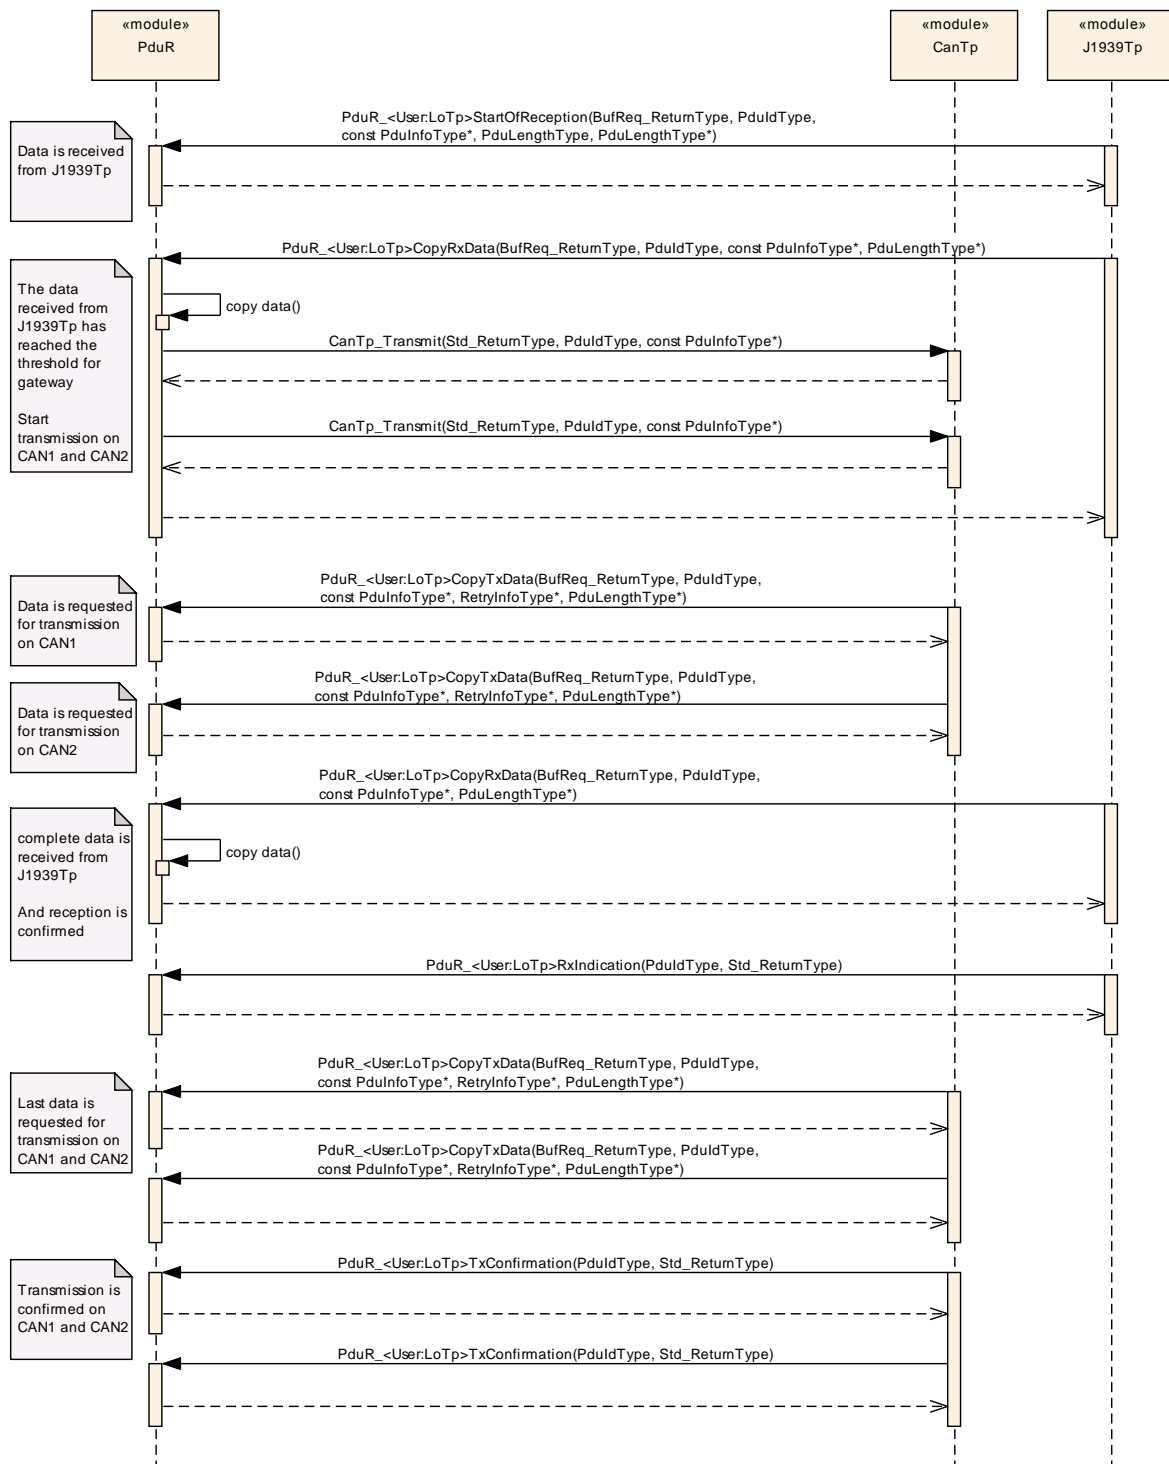 «module»
PduR
«module»
CanTp
«module»
J1939Tp
PduR_<User:LoTp>StartOfReception(BufReq_ReturnType, PduIdType,
const PduInfoType*, PduLengthType, PduLengthType*)
Data is received
from J1939Tp
PduR_<User:LoTp>CopyRxData(BufReq_ReturnType, PduIdType, const PduInfoType*, PduLengthType*)
The data
received from
J1939Tp has
reached the
threshold for
gateway
Start
transmission on
CAN1 and CAN2
copy data()
CanTp_Transmit(Std_ReturnType, PduIdType, const PduInfoType*)
CanTp_Transmit(Std_ReturnType, PduIdType, const PduInfoType*)
PduR_<User:LoTp>CopyTxData(BufReq_ReturnType, PduIdType,
const PduInfoType*, RetryInfoType*, PduLengthType*)
Data is requested
for transmission
on CAN1
PduR_<User:LoTp>CopyTxData(BufReq_ReturnType, PduIdType,
const PduInfoType*, RetryInfoType*, PduLengthType*)
Data is requested
for transmission
on CAN2
PduR_<User:LoTp>CopyRxData(BufReq_ReturnType, PduIdType,
const PduInfoType*, PduLengthType*)
complete data is
received from
J1939Tp
And reception is
confirmed
copy data()
PduR_<User:LoTp>RxIndication(PduIdType, Std_ReturnType)
PduR_<User:LoTp>CopyTxData(BufReq_ReturnType, PduIdType,
const PduInfoType*, RetryInfoType*, PduLengthType*)
Last data is
requested for
transmission on
CAN1 and CAN2
PduR_<User:LoTp>CopyTxData(BufReq_ReturnType, PduIdType,
const PduInfoType*, RetryInfoType*, PduLengthType*)
PduR_<User:LoTp>TxConfirmation(PduIdType, Std_ReturnType)
Transmission is
confirmed on
CAN1 and CAN2
PduR_<User:LoTp>TxConfirmation(PduIdType, Std_ReturnType)